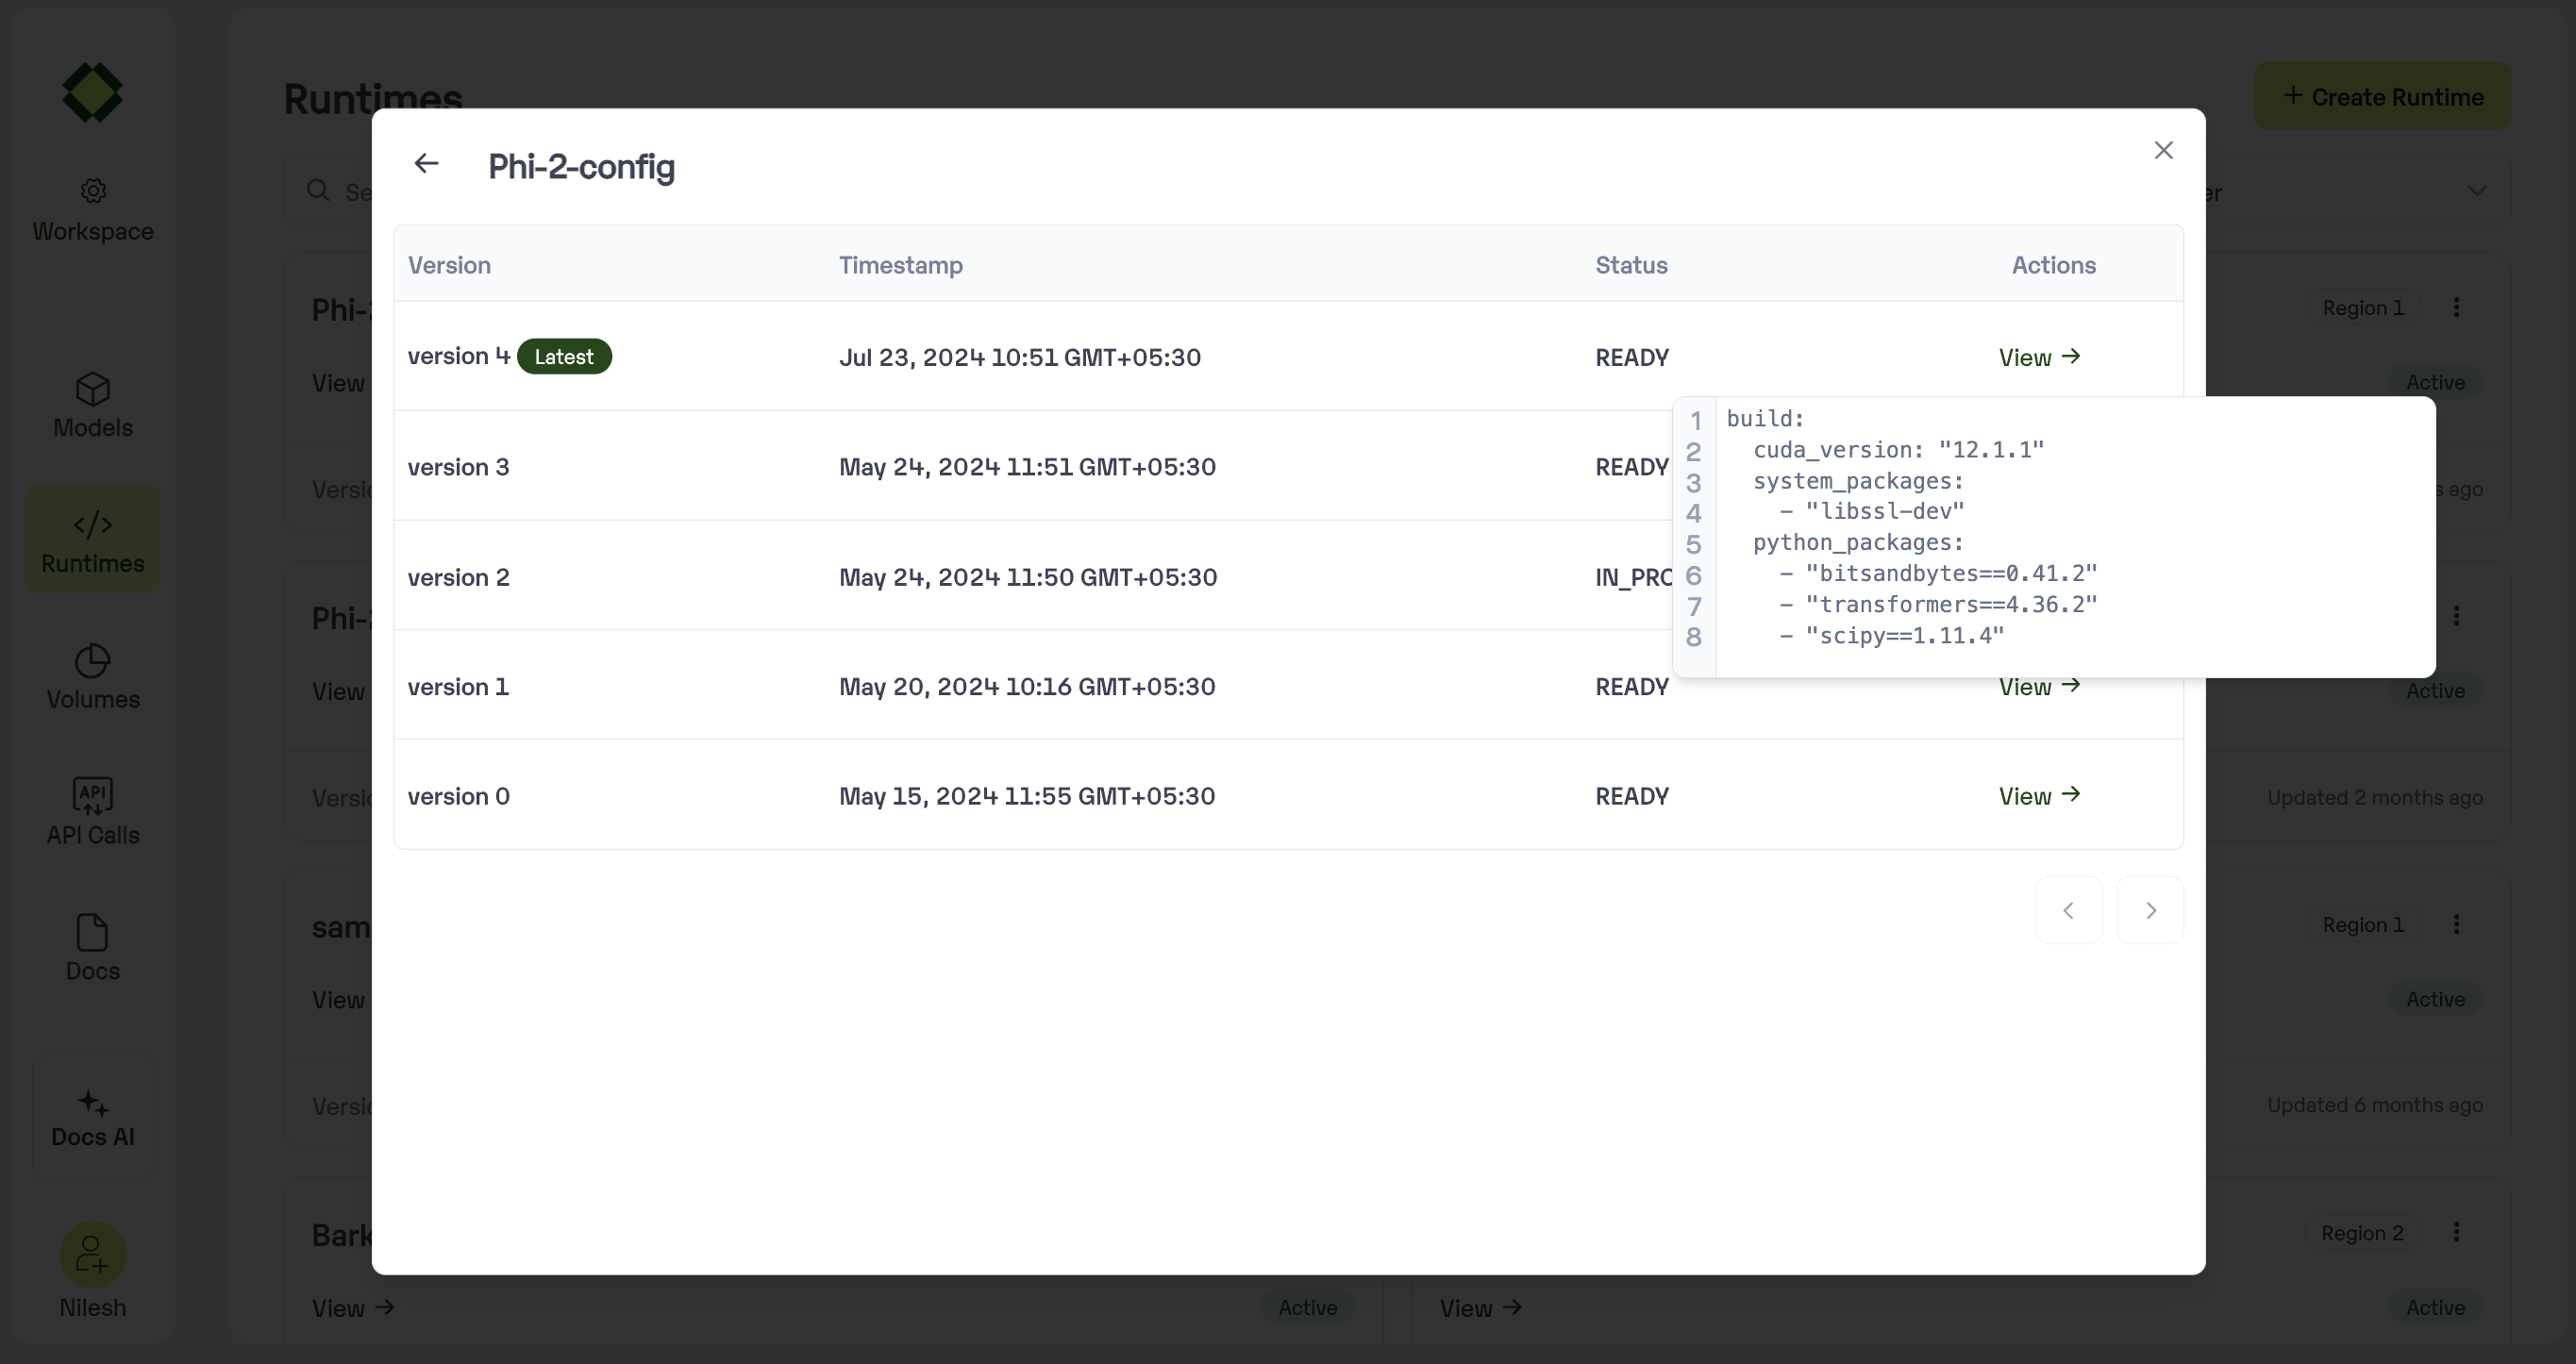 Runtimes
+ Create Runtime
Workspace
Models
Runtimes
Volumes
API
API Calls
Docs
Docs AI
Nilesh
Phi-2-config
Version Timestamp Status Actions
version 4 Latest Jul 23, 2024 10:51 GMT+05:30 READY View →
version 3 May 24, 2024 11:51 GMT+05:30 READY
version 2 May 24, 2024 11:50 GMT+05:30
version 1 May 20, 2024 10:16 GMT+05:30 READY View →
version 0 May 15, 2024 11:55 GMT+05:30 READY View →
1 build:
2 cuda_version: "12.1.1"
3 system_packages:
4 - "libssl-dev"
5 python_packages:
6 - "bitsandbytes==0.41.2"
7 - "transformers==4.36.2"
8 - "scipy==1.11.4"
Region 1
View
Active
ago
View
Active
Updated 2 months ago
Region 1
View
Active
Updated 6 months ago
Region 2
View →
Active
View →
Active